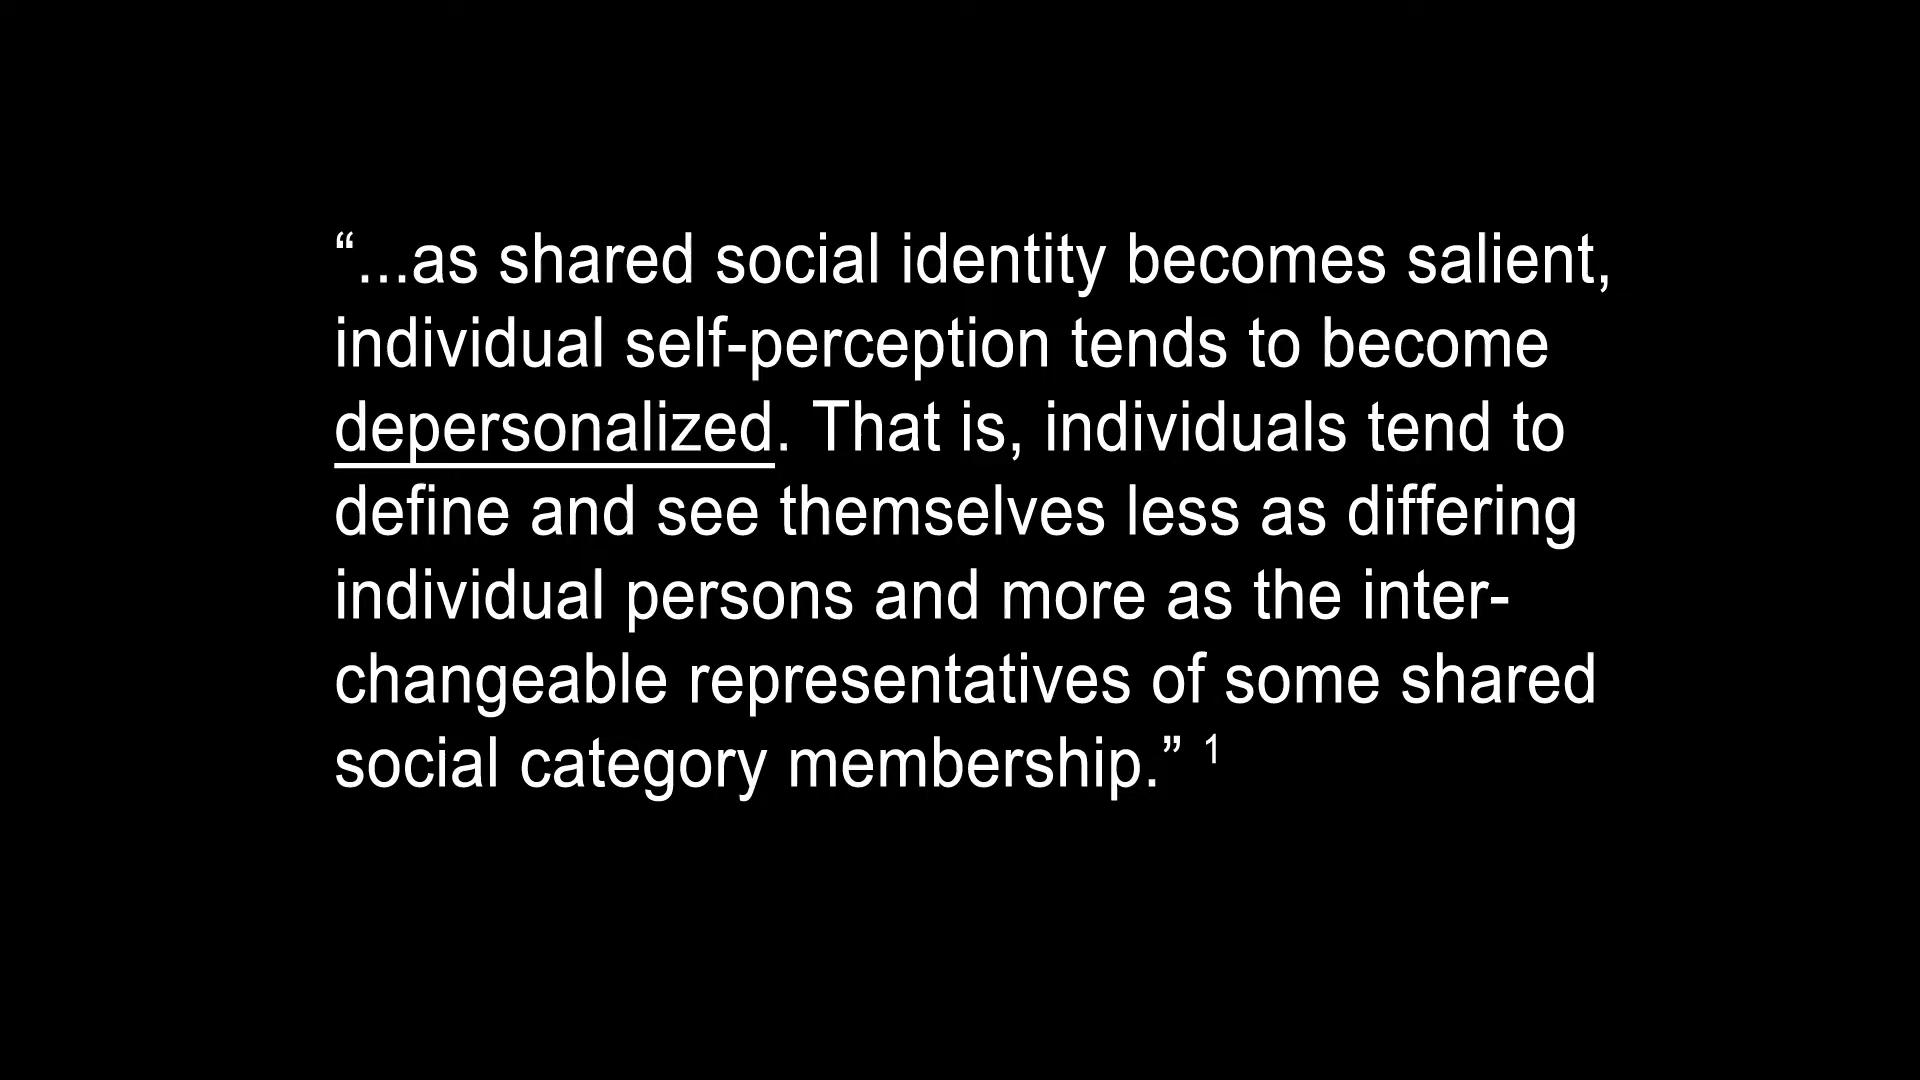 “...as shared social identity becomes salient,
individual self-perception tends to become
depersonalized. That is, individuals tend to
define and see themselves less as differing
individual persons and more as the inter-
changeable representatives of some shared
social category membership.” 1